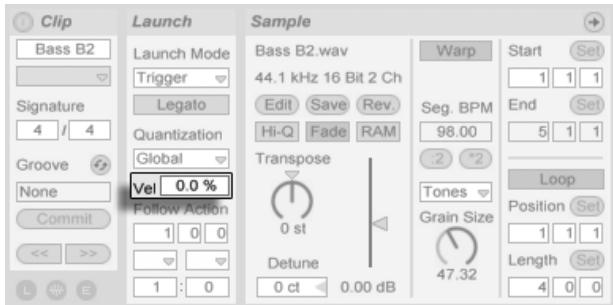 Clip
Bass B2
Signature
4 / 4
Groove
None
Commit
<< >>
L E
Launch
Launch Mode
Trigger
Legato
Quantization
Global
Vel 0.0 %
Follow Action
1 0 0
1 : 0
Sample
Bass B2.wav
44.1 kHz 16 Bit 2 Ch
Edit Save Rev.
Hi-Q Fade RAM
Transpose
0 st
Detune
0 ct 0.00 dB
Warp
Seg. BPM
98.00
:2 *2
Tones
Grain Size
47.32
Start Set
1 1 1
End Set
5 1 1
Loop
Position Set
1 1 1
Length Set
4 0 0